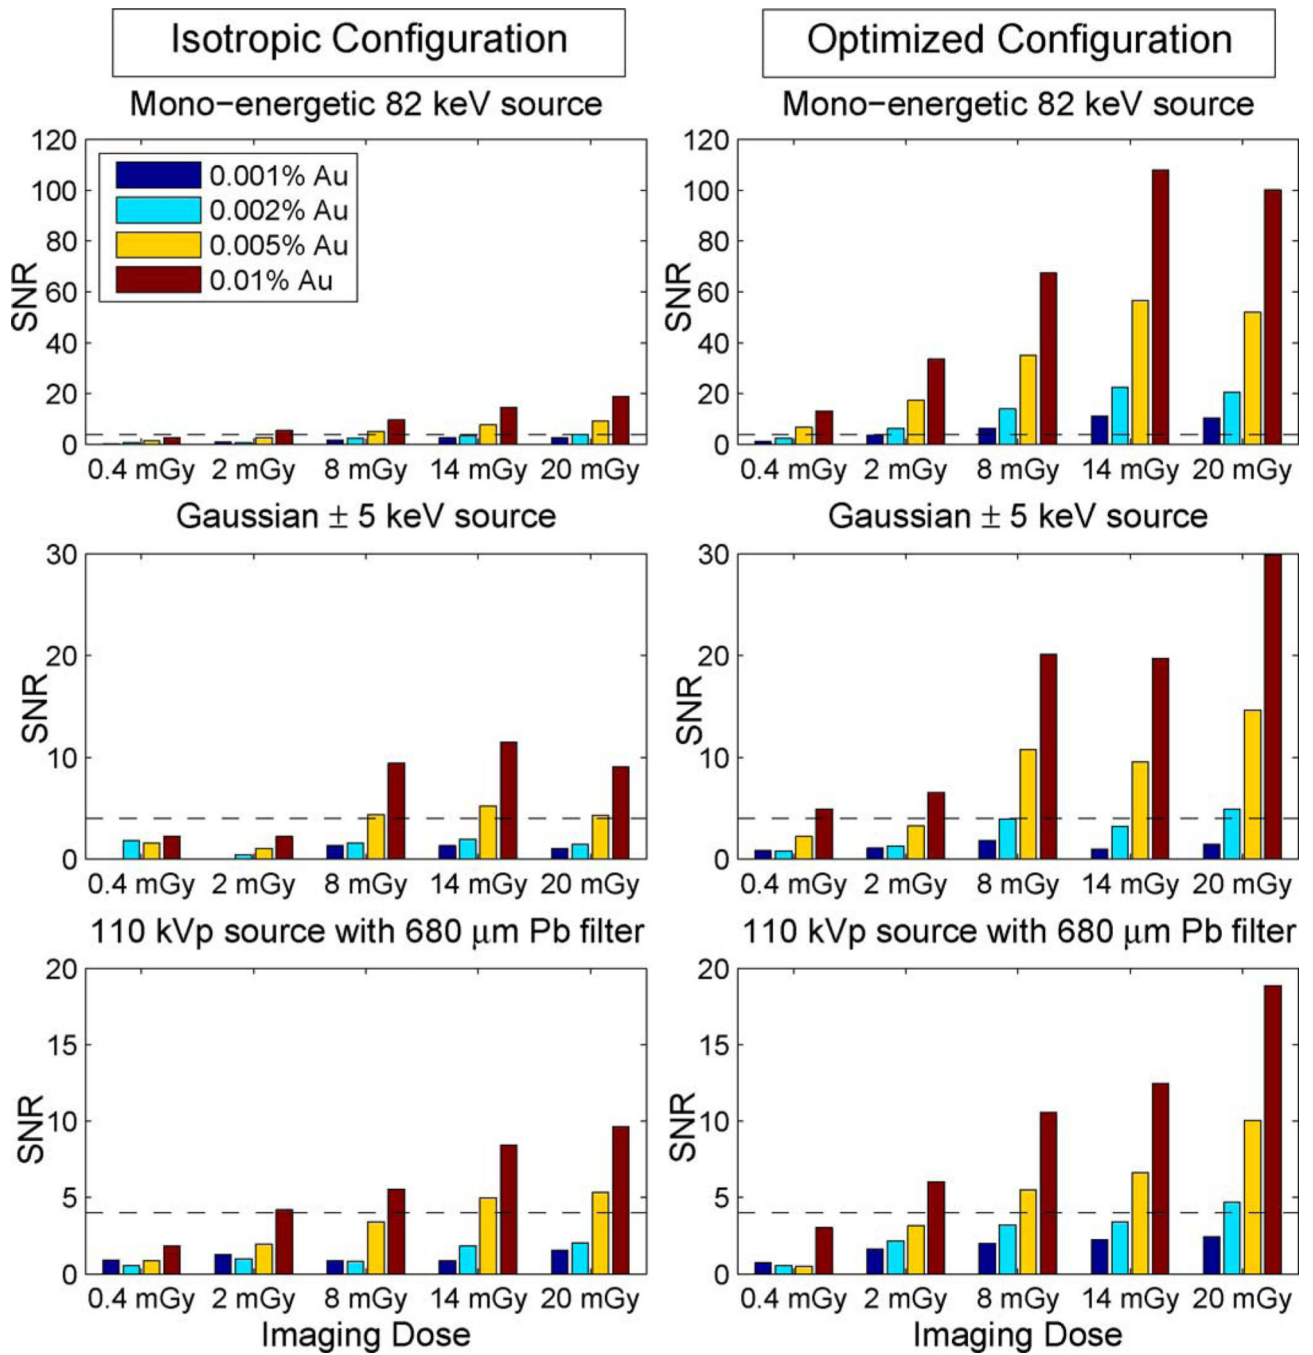 Isotropic Configuration
Optimized Configuration
Mono-energetic 82 keV source
120
100
80
60
40
20
0
SNR
0.001% Au
0.002% Au
0.005% Au
0.01% Au
0.4 mGy 2 mGy 8 mGy 14 mGy 20 mGy
Mono-energetic 82 keV source
120
100
80
60
40
20
0
SNR
0.4 mGy 2 mGy 8 mGy 14 mGy 20 mGy
Gaussian ± 5 keV source
30
20
10
0
SNR
0.4 mGy 2 mGy 8 mGy 14 mGy 20 mGy
Gaussian ± 5 keV source
30
20
10
0
SNR
0.4 mGy 2 mGy 8 mGy 14 mGy 20 mGy
110 kVp source with 680 μm Pb filter
20
15
10
5
0
SNR
0.4 mGy 2 mGy 8 mGy 14 mGy 20 mGy
Imaging Dose
110 kVp source with 680 μm Pb filter
20
15
10
5
0
SNR
0.4 mGy 2 mGy 8 mGy 14 mGy 20 mGy
Imaging Dose